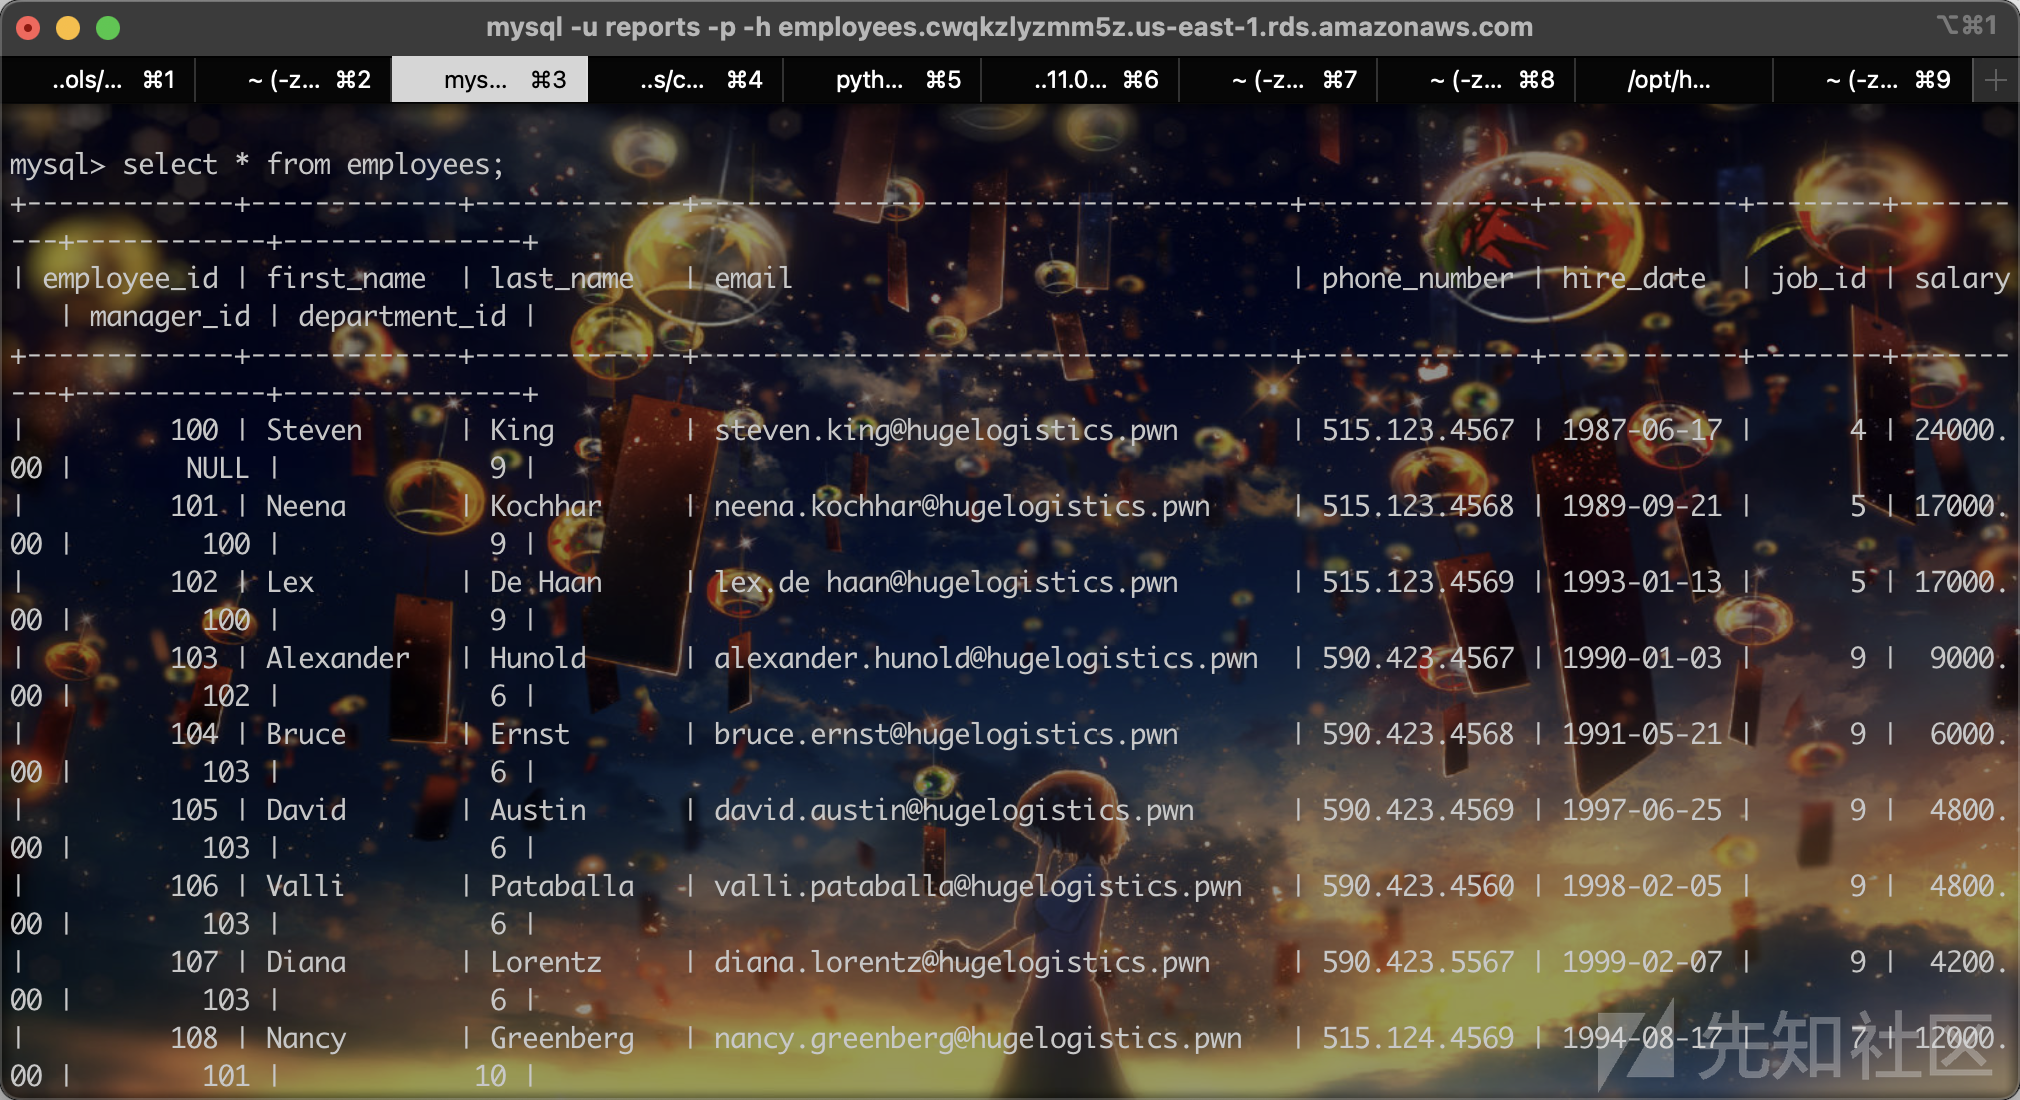 mysql -u reports -p -h employees.cwqkzlyzmm5z.us-east-1.rds.amazonaws.com ⌥⌘1
..ols/... ⌘1 ~ (-z... ⌘2 mys... ⌘3 ..s/c... ⌘4 pyth... ⌘5 ..11.0... ⌘6 ~ (-z... ⌘7 ~ (-z... ⌘8 /opt/h... ~ (-z... ⌘9 +
mysql> select * from employees;
+-------------+-------------+-------------+-------------------------------------+--------------+------------+--------+-------
---+------------+---------------+
| employee_id | first_name  | last_name   | email                               | phone_number | hire_date  | job_id | salary
   | manager_id | department_id |
+-------------+-------------+-------------+-------------------------------------+--------------+------------+--------+-------
---+------------+---------------+
|         100 | Steven      | King        | steven.king@hugelogistics.pwn       | 515.123.4567 | 1987-06-17 |      4 | 24000.
00 |       NULL |             9 |
|         101 | Neena       | Kochhar     | neena.kochhar@hugelogistics.pwn     | 515.123.4568 | 1989-09-21 |      5 | 17000.
00 |        100 |             9 |
|         102 | Lex         | De Haan     | lex.de haan@hugelogistics.pwn       | 515.123.4569 | 1993-01-13 |      5 | 17000.
00 |        100 |             9 |
|         103 | Alexander   | Hunold      | alexander.hunold@hugelogistics.pwn  | 590.423.4567 | 1990-01-03 |      9 |  9000.
00 |        102 |             6 |
|         104 | Bruce       | Ernst       | bruce.ernst@hugelogistics.pwn       | 590.423.4568 | 1991-05-21 |      9 |  6000.
00 |        103 |             6 |
|         105 | David       | Austin      | david.austin@hugelogistics.pwn      | 590.423.4569 | 1997-06-25 |      9 |  4800.
00 |        103 |             6 |
|         106 | Valli       | Pataballa   | valli.pataballa@hugelogistics.pwn   | 590.423.4560 | 1998-02-05 |      9 |  4800.
00 |        103 |             6 |
|         107 | Diana       | Lorentz     | diana.lorentz@hugelogistics.pwn     | 590.423.5567 | 1999-02-07 |      9 |  4200.
00 |        103 |             6 |
|         108 | Nancy       | Greenberg   | nancy.greenberg@hugelogistics.pwn   | 515.124.4569 | 1994-08-17 |      7 | 12000.
00 |        101 |            10 |
先知社区